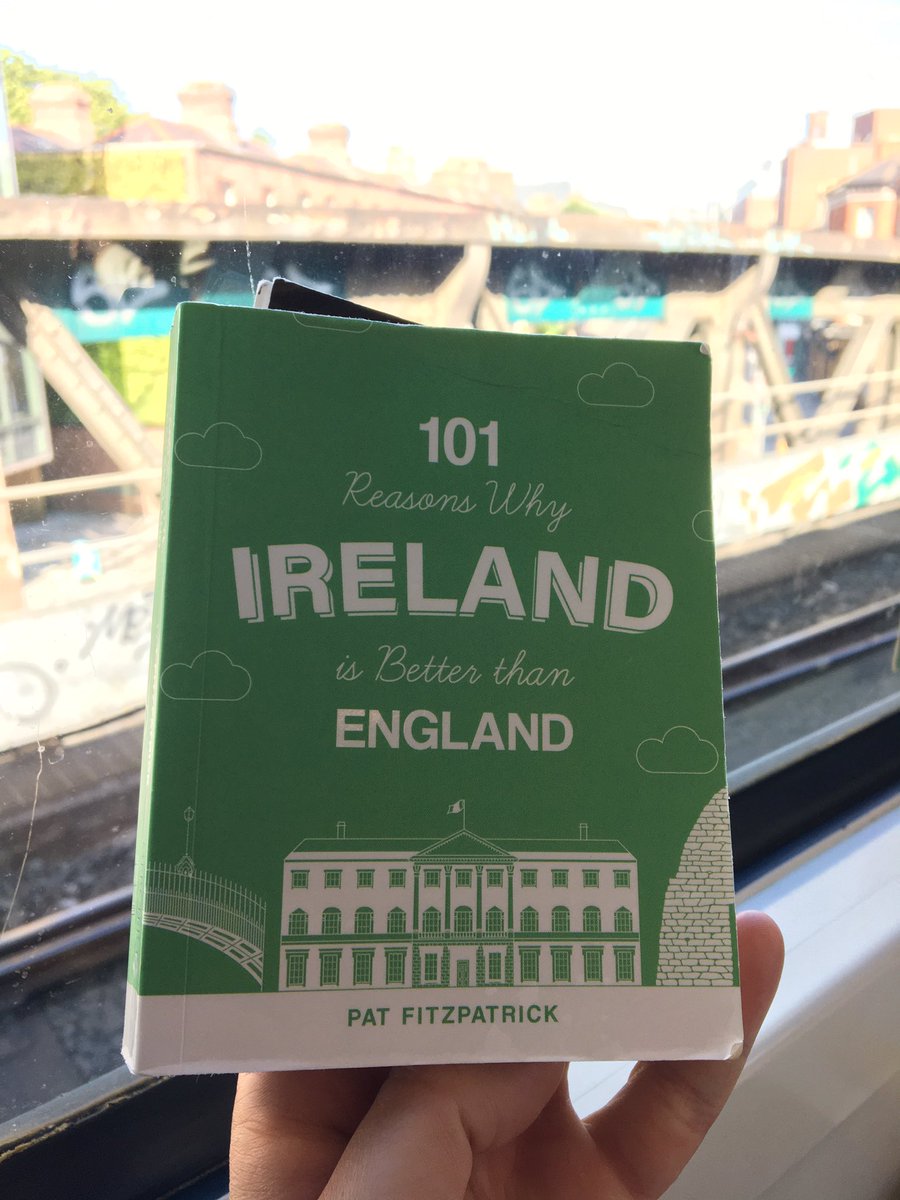 101
Reasons Why
IRELAND
is Better than
ENGLAND
PAT FITZPATRICK